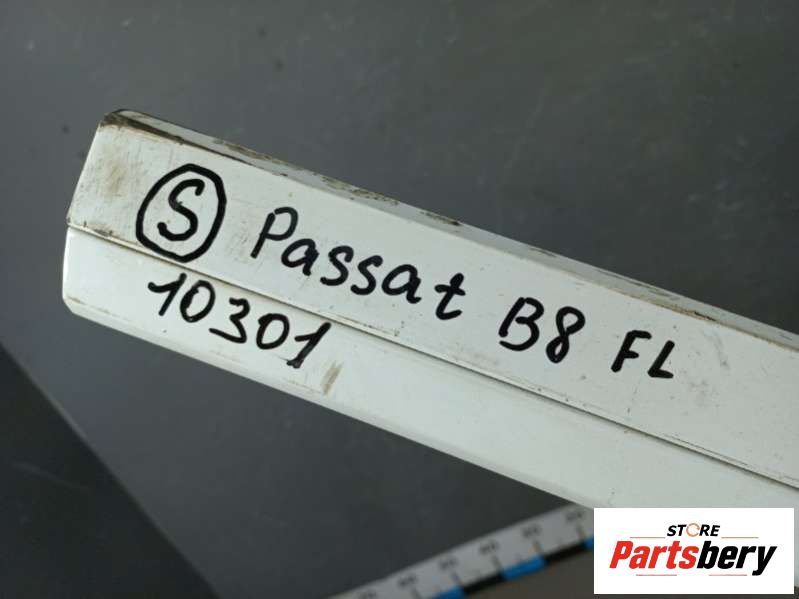 S Passat B8 FL
10301
STORE
Partsbery